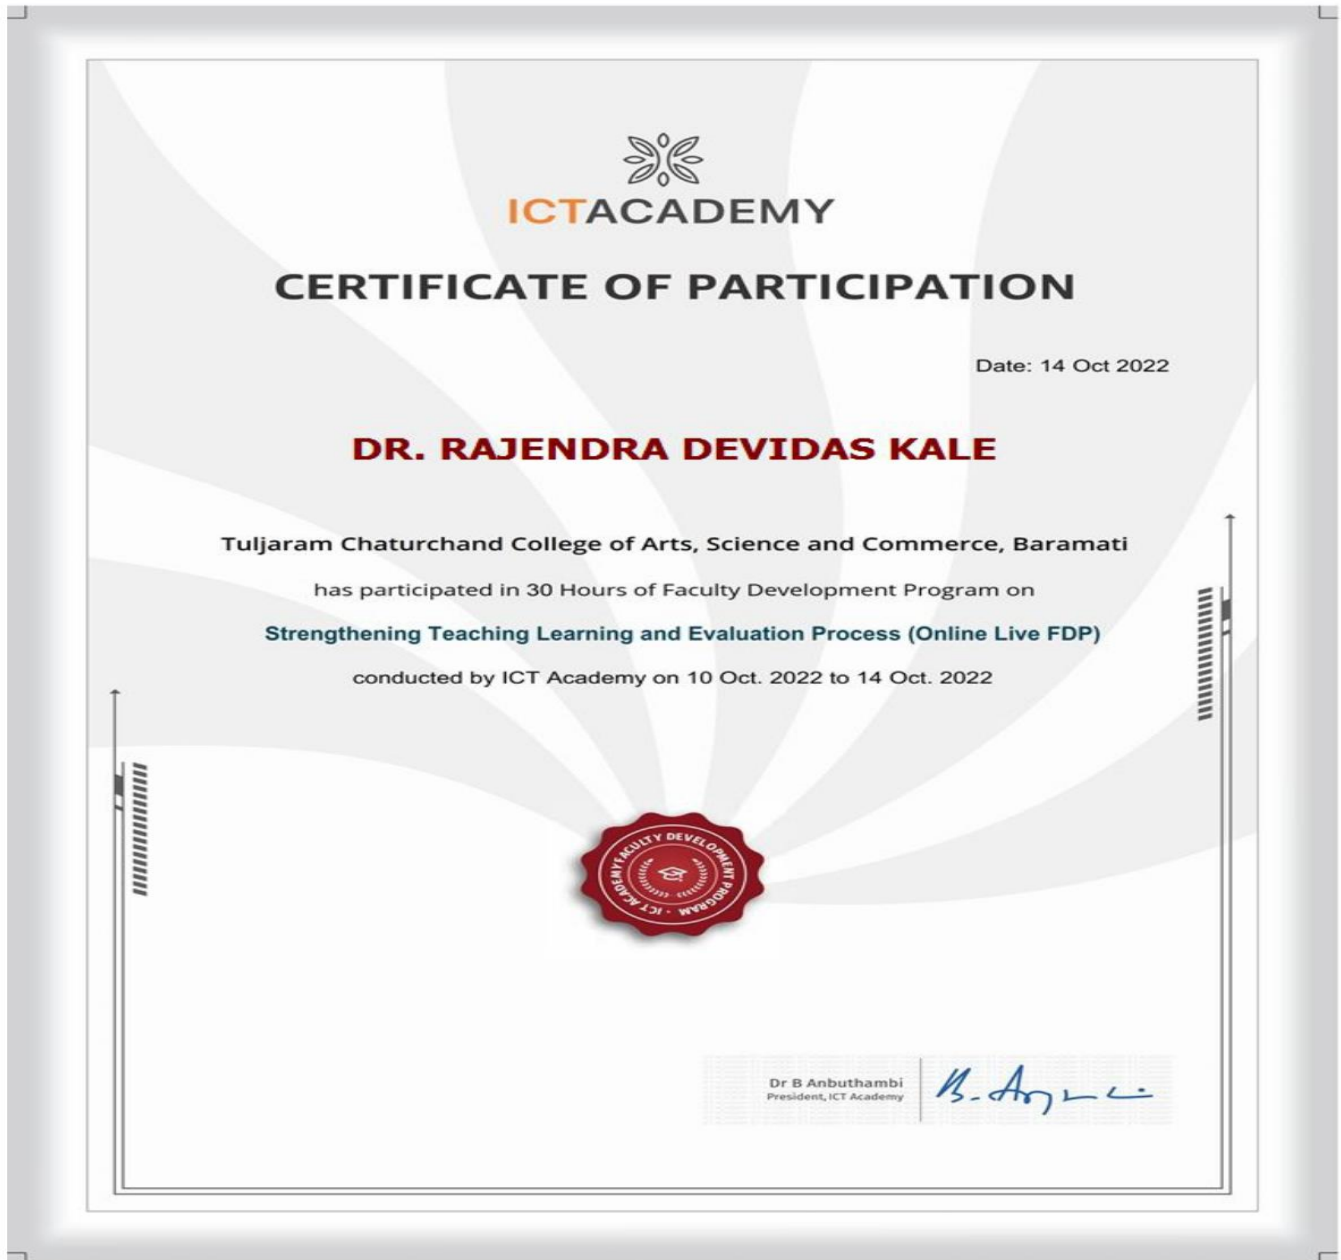 ICTACADEMY
CERTIFICATE OF PARTICIPATION
Date: 14 Oct 2022
DR. RAJENDRA DEVIDAS KALE
Tuljaram Chaturchand College of Arts, Science and Commerce, Baramati
has participated in 30 Hours of Faculty Development Program on
Strengthening Teaching Learning and Evaluation Process (Online Live FDP)
conducted by ICT Academy on 10 Oct. 2022 to 14 Oct. 2022
FACULTY DEVELOPMENT PROGRAM · ICT ACADEMY
Dr B Anbuthambi
President, ICT Academy